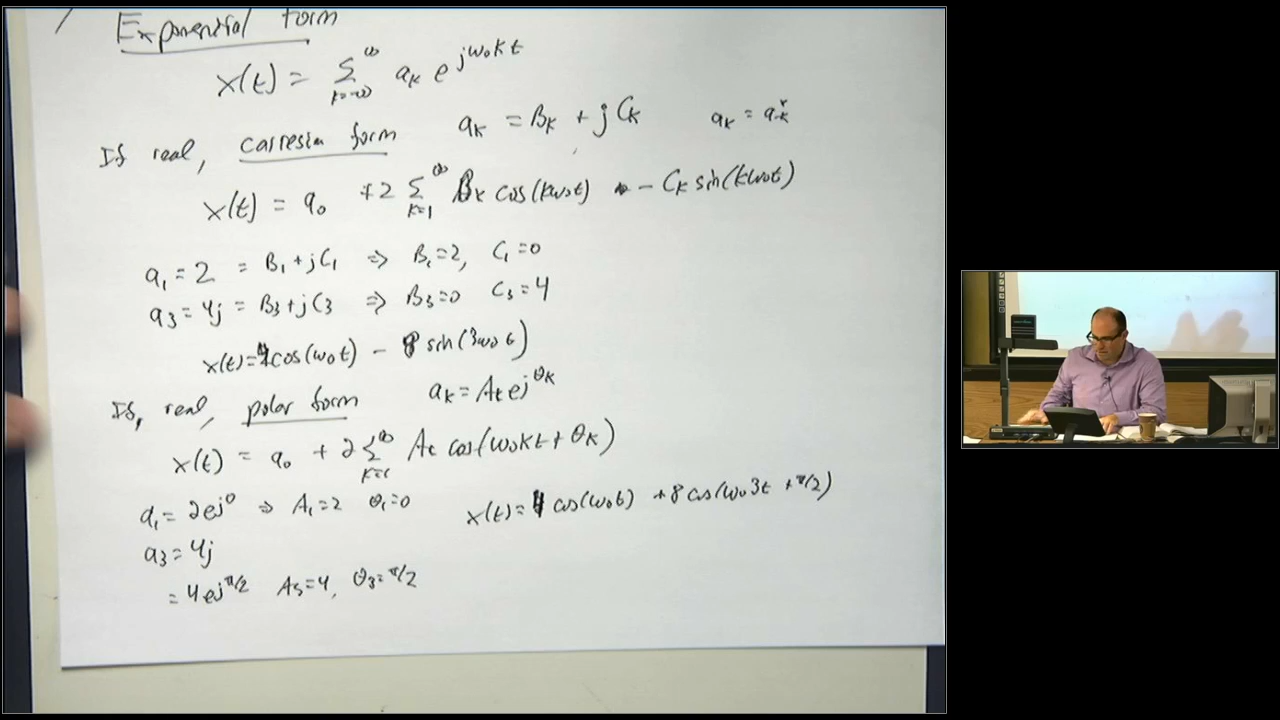 Exponential form
x(t) = Σ_{k=-∞}^{∞} a_k e^{jω₀kt}
If real, cartesin form a_k = B_k + jC_k a_k = a*_{-k}
x(t) = a₀ + 2 Σ_{k=1}^{∞} B_k cos(kω₀t) - C_k sin(kω₀t)
a₁ = 2 = B₁ + jC₁ ⇒ B₁=2, C₁=0
a₃ = 4j = B₃ + jC₃ ⇒ B₃=0 C₃=4
x(t) = 4cos(ω₀t) - 8 sin(3ω₀t)
If, real, polar form a_k = A_k e^{jθ_k}
x(t) = a₀ + 2 Σ_{k=1}^{∞} A_k cos(ω₀kt + θ_k)
a₁ = 2e^{j0} ⇒ A₁=2 θ₁=0 x(t) = 4 cos(ω₀t) + 8 cos(ω₀3t + π/2)
a₃ = 4j
= 4e^{jπ/2} A₃=4, θ₃=π/2